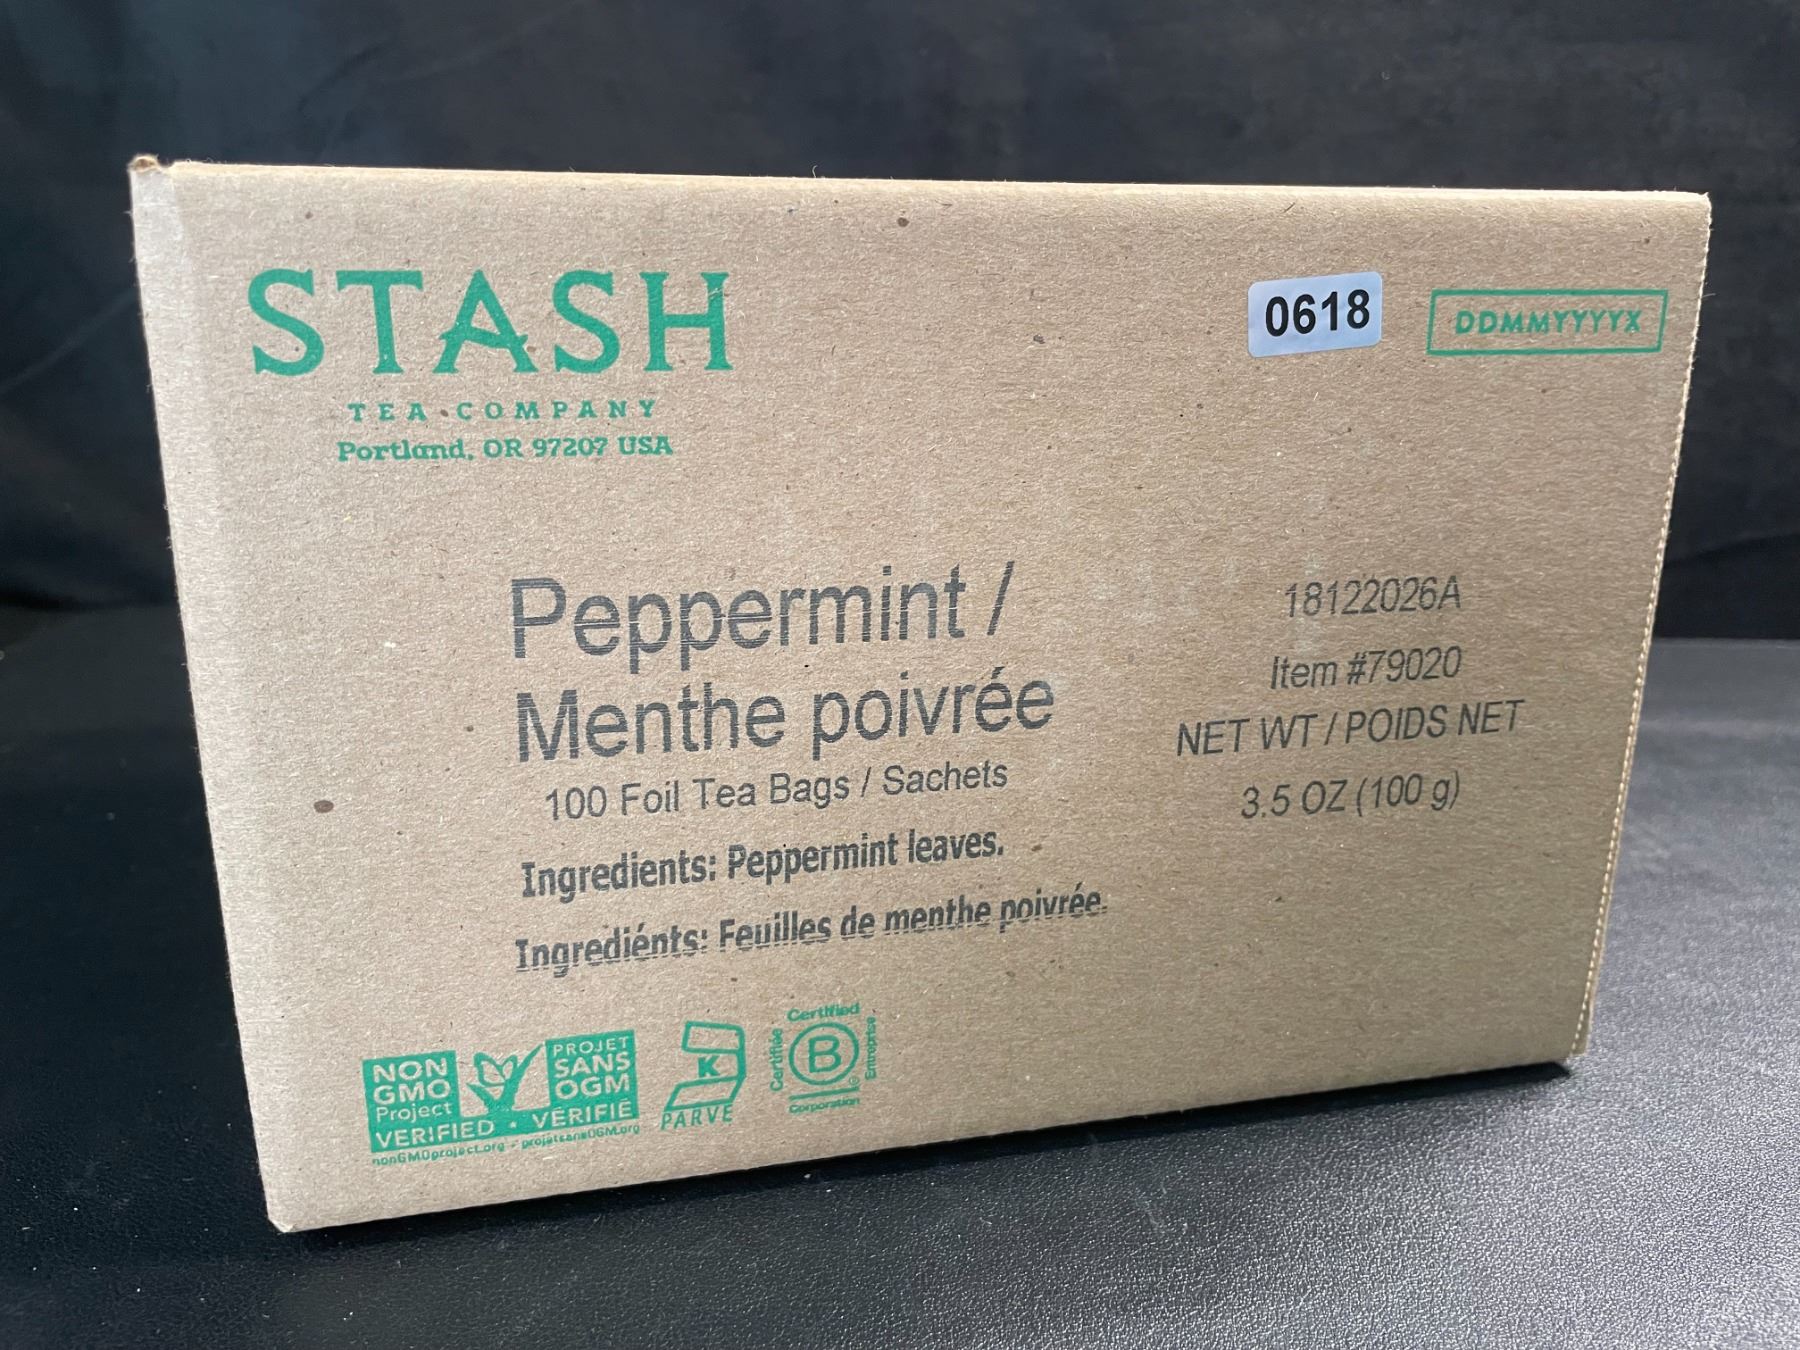 STASH
TEA COMPANY
Portland, OR 97207 USA
0618
DDMMYYYYX
Peppermint /
Menthe poivrée
100 Foil Tea Bags / Sachets
Ingredients: Peppermint leaves.
Ingrediénts: Feuilles de menthe poivrée.
18122026A
Item #79020
NET WT / POIDS NET
3.5 OZ (100 g)
NON
GMO
Project
VERIFIED
nonGMOproject.org
PROJET
SANS
OGM
VÉRIFIÉ
projetsansOGM.org
K
PARVE
Certified
Certifiée
B
Entreprise
Corporation